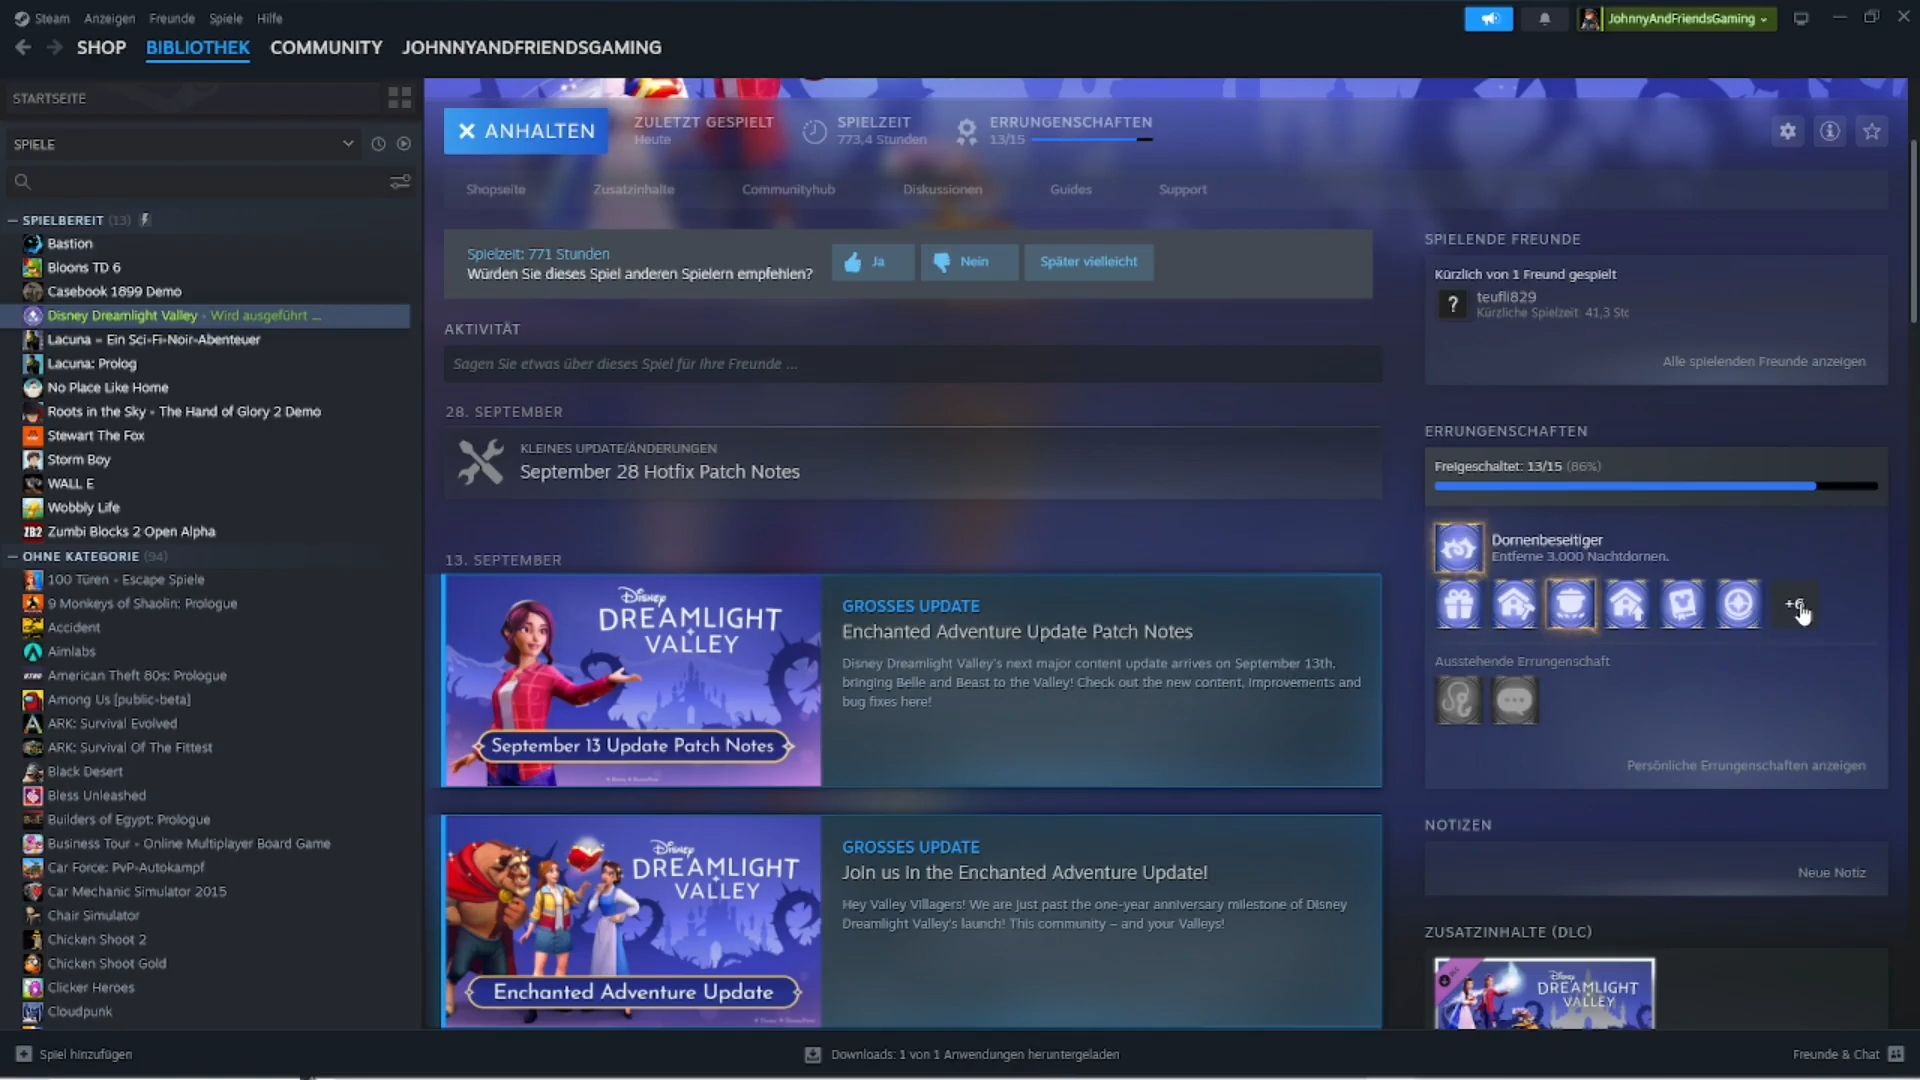 Steam Anzeigen Freunde Spiele Hilfe
JohnnyAndFriendsGaming
SHOP BIBLIOTHEK COMMUNITY JOHNNYANDFRIENDSGAMING
STARTSEITE
SPIELE
SPIELBEREIT (13)
Bastion
Bloons TD 6
Casebook 1899 Demo
Disney Dreamlight Valley - Wird ausgeführt ...
Lacuna – Ein Sci-Fi-Noir-Abenteuer
Lacuna: Prolog
No Place Like Home
Roots in the Sky - The Hand of Glory 2 Demo
Stewart The Fox
Storm Boy
WALL E
Wobbly Life
ZB2 Zumbi Blocks 2 Open Alpha
OHNE KATEGORIE (94)
100 Türen - Escape Spiele
9 Monkeys of Shaolin: Prologue
Accident
Aimlabs
American Theft 80s: Prologue
Among Us [public-beta]
ARK: Survival Evolved
ARK: Survival Of The Fittest
Black Desert
Bless Unleashed
Builders of Egypt: Prologue
Business Tour - Online Multiplayer Board Game
Car Force: PvP-Autokampf
Car Mechanic Simulator 2015
Chair Simulator
Chicken Shoot 2
Chicken Shoot Gold
Clicker Heroes
Cloudpunk
ANHALTEN
ZULETZT GESPIELT
Heute
SPIELZEIT
773,4 Stunden
ERRUNGENSCHAFTEN
13/15
Shopseite Zusatzinhalte Communityhub Diskussionen Guides Support
Spielzeit: 771 Stunden
Würden Sie dieses Spiel anderen Spielern empfehlen?
Ja Nein Später vielleicht
AKTIVITÄT
Sagen Sie etwas über dieses Spiel für Ihre Freunde ...
28. SEPTEMBER
KLEINES UPDATE/ÄNDERUNGEN
September 28 Hotfix Patch Notes
13. SEPTEMBER
Disney
DREAMLIGHT
VALLEY
September 13 Update Patch Notes
GROSSES UPDATE
Enchanted Adventure Update Patch Notes
Disney Dreamlight Valley's next major content update arrives on September 13th,
bringing Belle and Beast to the Valley! Check out the new content, improvements and
bug fixes here!
Disney
DREAMLIGHT
VALLEY
Enchanted Adventure Update
GROSSES UPDATE
Join us in the Enchanted Adventure Update!
Hey Valley Villagers! We are just past the one-year anniversary milestone of Disney
Dreamlight Valley's launch! This community – and your Valleys!
SPIELENDE FREUNDE
Kürzlich von 1 Freund gespielt
?
teufli829
Kürzliche Spielzeit: 41,3 Std
Alle spielenden Freunde anzeigen
ERRUNGENSCHAFTEN
Freigeschaltet: 13/15 (86%)
Dornenbeseitiger
Entferne 3.000 Nachtdornen.
+6
Ausstehende Errungenschaft
Persönliche Errungenschaften anzeigen
NOTIZEN
Neue Notiz
ZUSATZINHALTE (DLC)
Disney
DREAMLIGHT
VALLEY
Spiel hinzufügen
Downloads: 1 von 1 Anwendungen heruntergeladen
Freunde & Chat